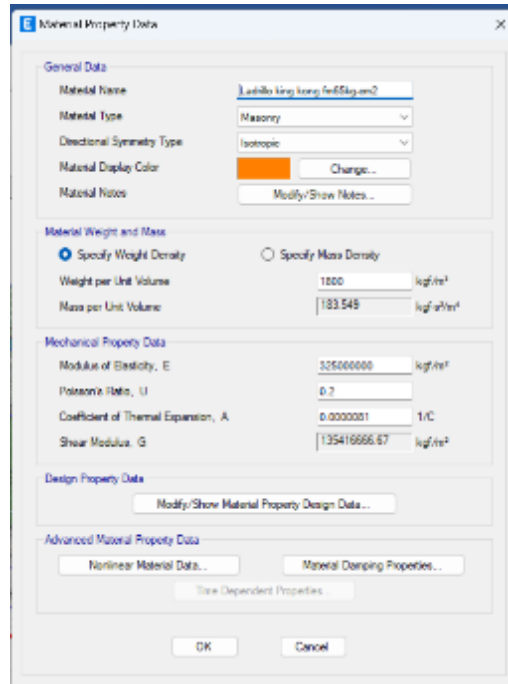 E Material Property Data
General Data
Material Name Ladrillo king kong fm65kg-cm2
Material Type Masonry
Directional Symmetry Type Isotropic
Material Display Color Change...
Material Notes Modify/Show Notes...
Material Weight and Mass
Specify Weight Density Specify Mass Density
Weight per Unit Volume 1800 kgf/m³
Mass per Unit Volume 183.549 kgf-s²/m⁴
Mechanical Property Data
Modulus of Elasticity, E 325000000 kgf/m²
Poisson's Ratio, U 0.2
Coefficient of Thermal Expansion, A 0.0000081 1/C
Shear Modulus, G 135416666.67 kgf/m²
Design Property Data
Modify/Show Material Property Design Data...
Advanced Material Property Data
Nonlinear Material Data... Material Damping Properties...
Time Dependent Properties...
OK Cancel